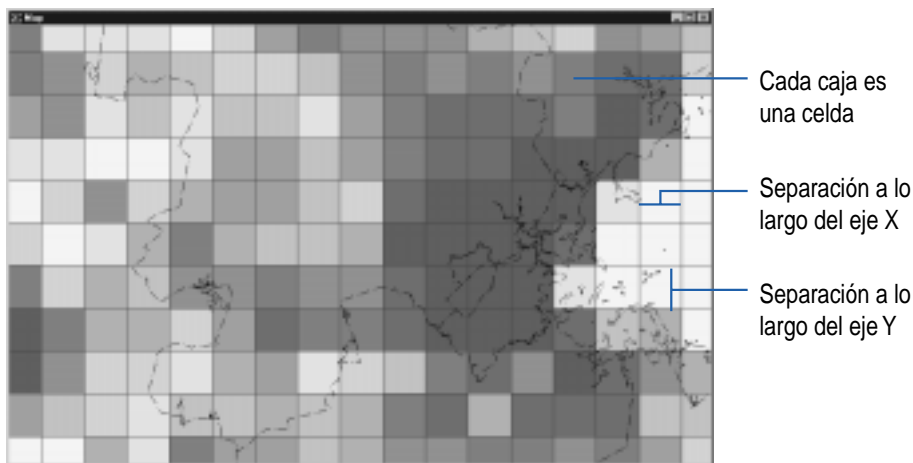 Map
Cada caja es
una celda
Separación a lo
largo del eje X
Separación a lo
largo del eje Y